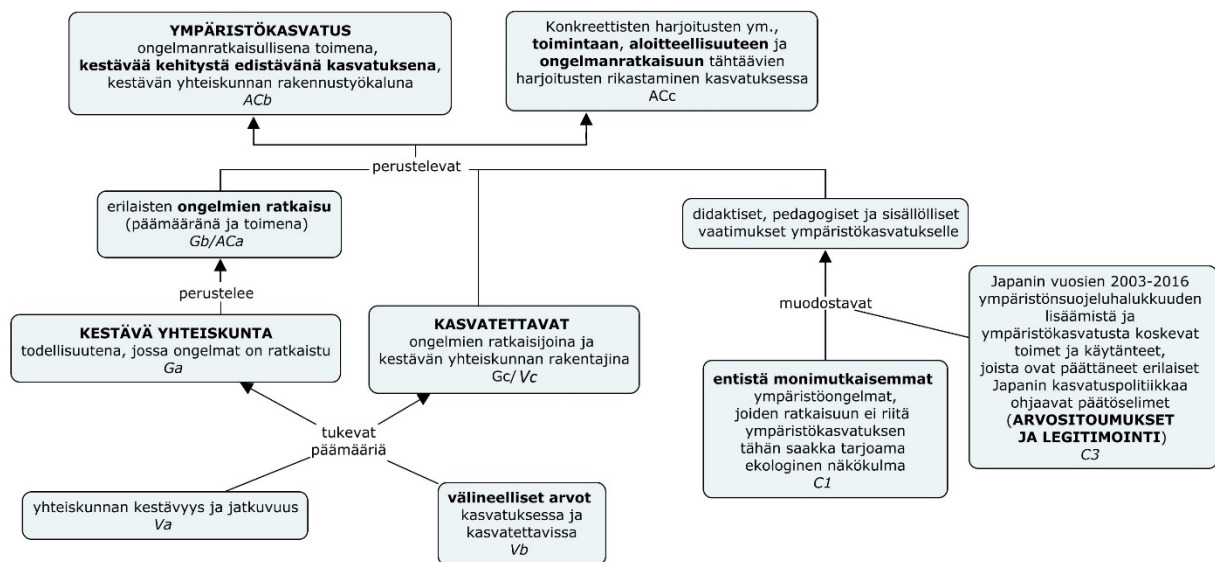 YMPÄRISTÖKASVATUS
ongelmanratkaisullisena toimena,
kestävää kehitystä edistävänä kasvatuksena,
kestävän yhteiskunnan rakennustyökaluna
ACb
Konkreettisten harjoitusten ym.,
toimintaan, aloitteellisuuteen ja
ongelmanratkaisuun tähtäävien
harjoitusten rikastaminen kasvatuksessa
ACc
perustelevat
erilaisten ongelmien ratkaisu
(päämääränä ja toimena)
Gb/ACa
didaktiset, pedagogiset ja sisällölliset
vaatimukset ympäristökasvatukselle
perustelee
muodostavat
KESTÄVÄ YHTEISKUNTA
todellisuutena, jossa ongelmat on ratkaistu
Ga
KASVATETTAVAT
ongelmien ratkaisijoina ja
kestävän yhteiskunnan rakentajina
Gc/Vc
entistä monimutkaisemmat
ympäristöongelmat,
joiden ratkaisuun ei riitä
ympäristökasvatuksen
tähän saakka tarjoama
ekologinen näkökulma
C1
Japanin vuosien 2003-2016
ympäristönsuojeluhalukkuuden
lisäämistä ja
ympäristökasvatusta koskevat
toimet ja käytänteet,
joista ovat päättäneet erilaiset
Japanin kasvatuspolitiikkaa
ohjaavat päätöselimet
(ARVOSITOUMUKSET
JA LEGITIMOINTI)
C3
tukevat
päämääriä
yhteiskunnan kestävyys ja jatkuvuus
Va
välineelliset arvot
kasvatuksessa ja
kasvatettavissa
Vb